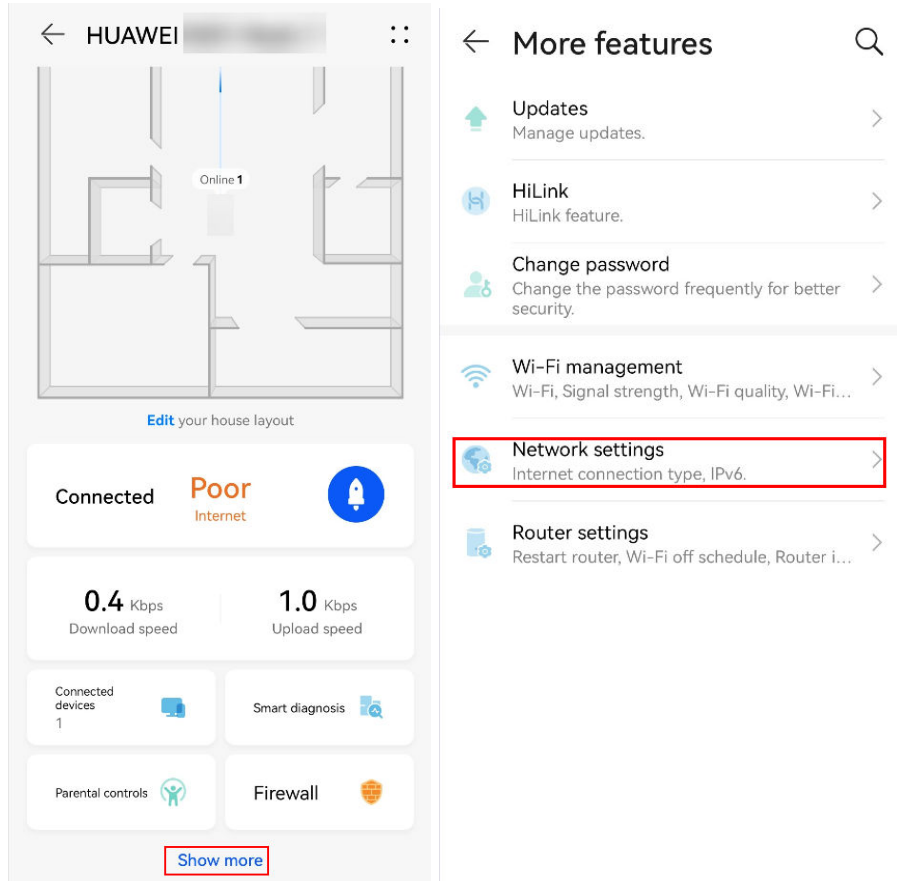 HUAWEI
Online 1
Edit your house layout
Connected
Poor
Internet
0.4 Kbps
Download speed
1.0 Kbps
Upload speed
Connected
devices
1
Smart diagnosis
Parental controls
Firewall
Show more
More features
Updates
Manage updates.
HiLink
HiLink feature.
Change password
Change the password frequently for better
security.
Wi-Fi management
Wi-Fi, Signal strength, Wi-Fi quality, Wi-Fi...
Network settings
Internet connection type, IPv6.
Router settings
Restart router, Wi-Fi off schedule, Router i...